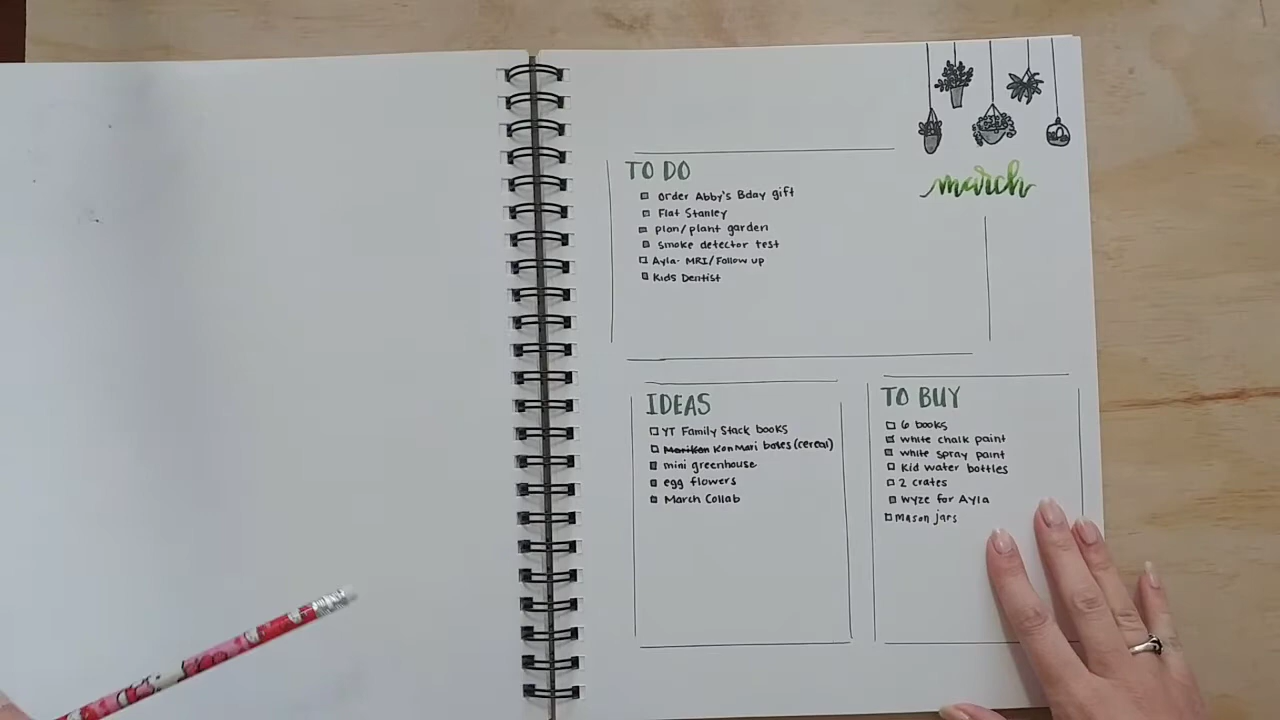 march
TO DO
order Abby's Bday gift
Flat Stanley
plan/plant garden
smoke detector test
Ayla- MRI/Follow up
Kids Dentist
IDEAS
YT Family Stack books
KonMari boxes (cereal)
mini greenhouse
egg flowers
March Collab
TO BUY
6 books
white chalk paint
white spray paint
Kid water bottles
2 crates
wyze for Ayla
mason jars